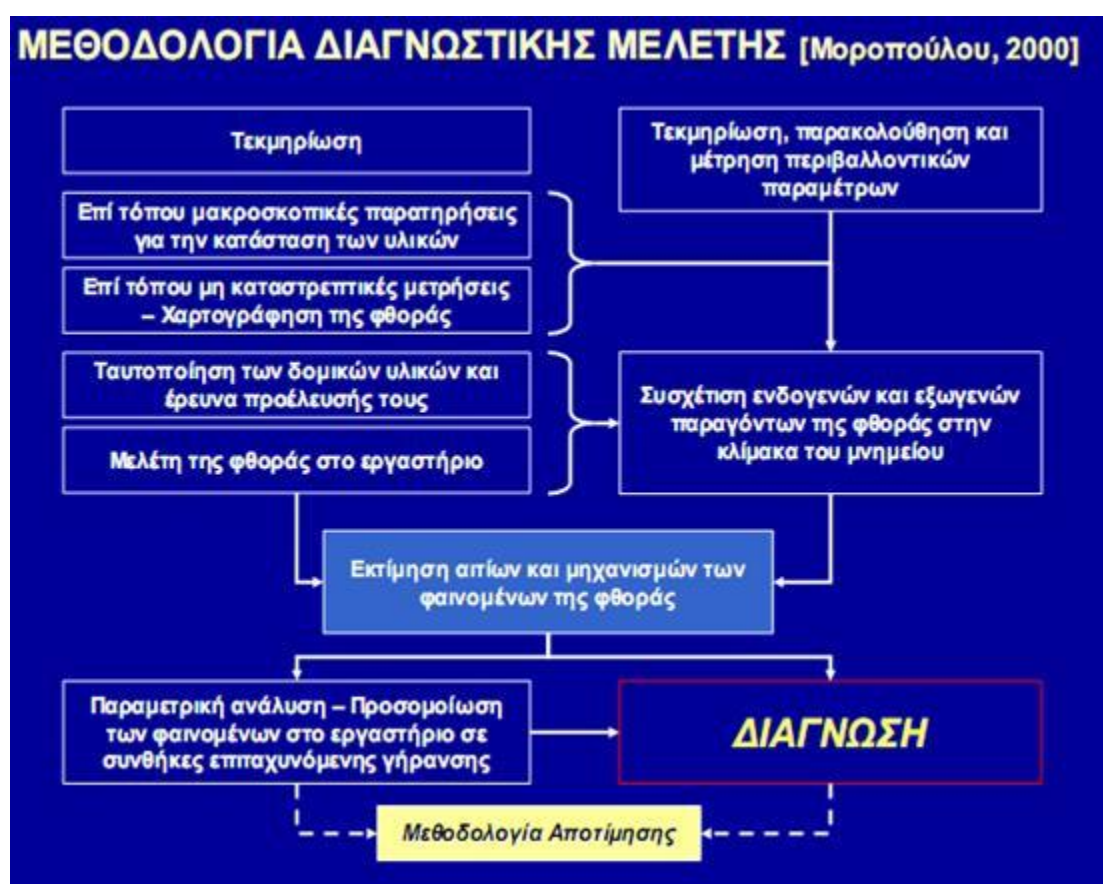 ΜΕΘΟΔΟΛΟΓΙΑ ΔΙΑΓΝΩΣΤΙΚΗΣ ΜΕΛΕΤΗΣ [Μοροπούλου, 2000]
Τεκμηρίωση
Τεκμηρίωση, παρακολούθηση και
μέτρηση περιβαλλοντικών
παραμέτρων
Επί τόπου μακροσκοπικές παρατηρήσεις
για την κατάσταση των υλικών
Επί τόπου μη καταστρεπτικές μετρήσεις
– Χαρτογράφηση της φθοράς
Ταυτοποίηση των δομικών υλικών και
έρευνα προέλευσής τους
Μελέτη της φθοράς στο εργαστήριο
Συσχέτιση ενδογενών και εξωγενών
παραγόντων της φθοράς στην
κλίμακα του μνημείου
Εκτίμηση αιτίων και μηχανισμών των
φαινομένων της φθοράς
Παραμετρική ανάλυση – Προσομοίωση
των φαινομένων στο εργαστήριο σε
συνθήκες επιταχυνόμενης γήρανσης
ΔΙΑΓΝΩΣΗ
Μεθοδολογία Αποτίμησης